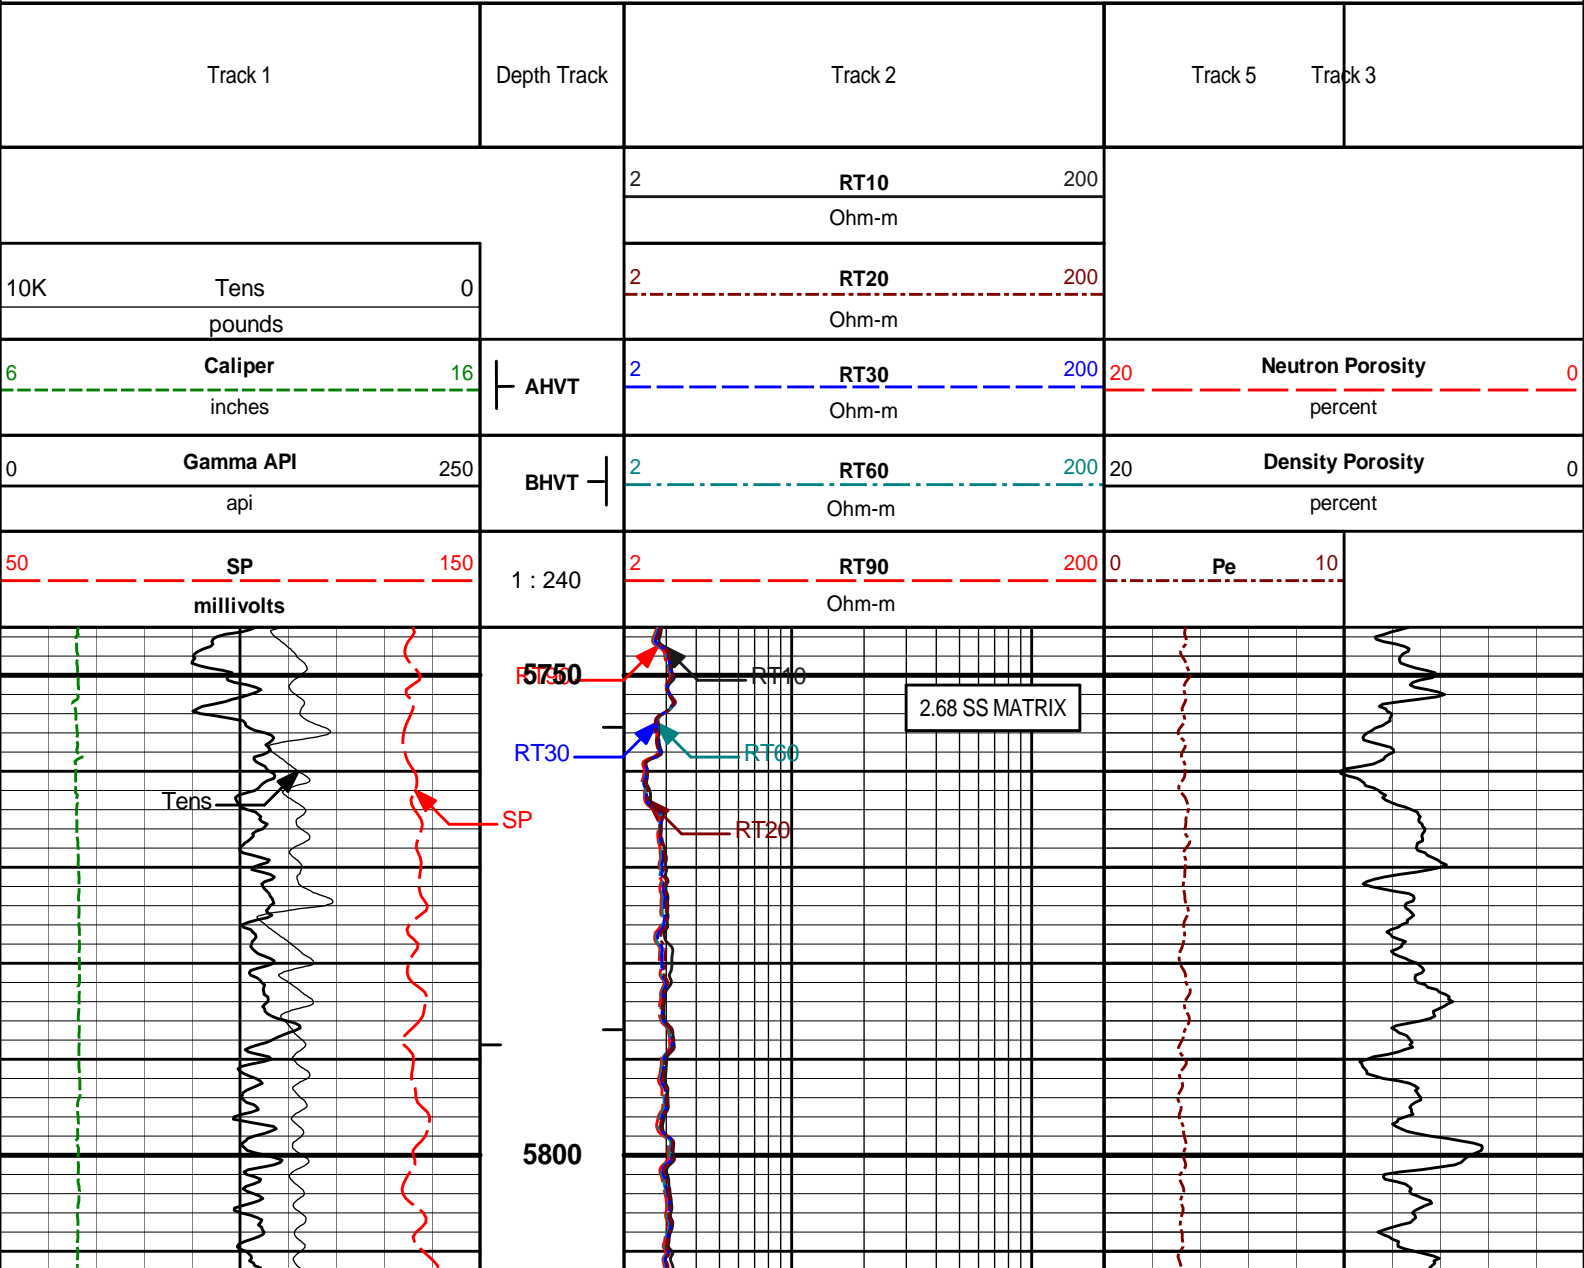 Track 1
Depth Track
Track 2
Track 5
Track 3
2 RT10 200
Ohm-m
10K Tens 0
pounds
2 RT20 200
Ohm-m
6 Caliper 16
inches
AHVT
2 RT30 200
Ohm-m
20 Neutron Porosity 0
percent
0 Gamma API 250
api
BHVT
2 RT60 200
Ohm-m
20 Density Porosity 0
percent
50 SP 150
millivolts
1 : 240
2 RT90 200
Ohm-m
0 Pe 10
RT90
5750
RT10
2.68 SS MATRIX
RT30
RT60
Tens
SP
RT20
5800